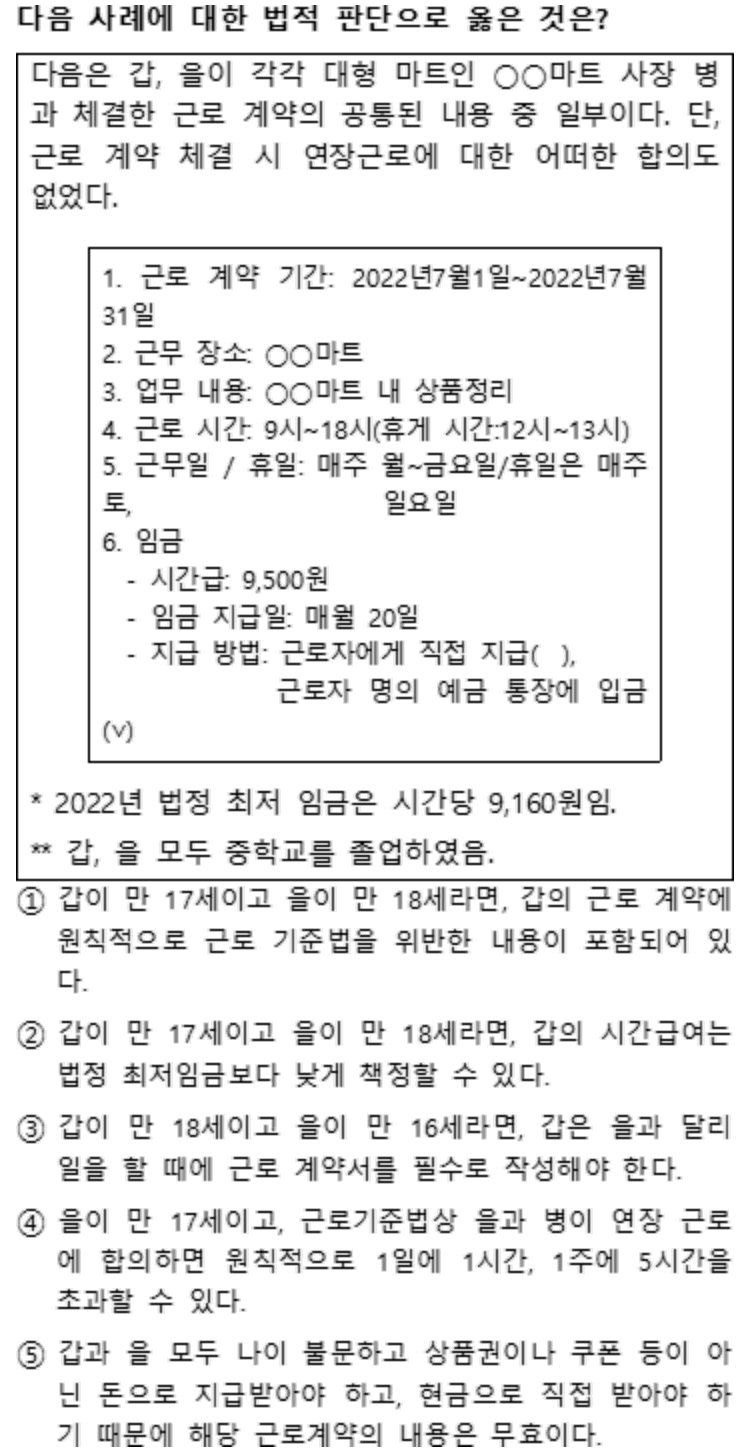 다음 사례에 대한 법적 판단으로 옳은 것은?
다음은 갑, 을이 각각 대형 마트인 ○○마트 사장 병
과 체결한 근로 계약의 공통된 내용 중 일부이다. 단,
근로 계약 체결 시 연장근로에 대한 어떠한 합의도
없었다.
1. 근로 계약 기간: 2022년7월1일~2022년7월
31일
2. 근무 장소: ○○마트
3. 업무 내용: ○○마트 내 상품정리
4. 근로 시간: 9시~18시(휴게 시간:12시~13시)
5. 근무일 / 휴일: 매주 월~금요일/휴일은 매주
토, 일요일
6. 임금
- 시간급: 9,500원
- 임금 지급일: 매월 20일
- 지급 방법: 근로자에게 직접 지급( ),
근로자 명의 예금 통장에 입금
(v)
* 2022년 법정 최저 임금은 시간당 9,160원임.
** 갑, 을 모두 중학교를 졸업하였음.
① 갑이 만 17세이고 을이 만 18세라면, 갑의 근로 계약에
원칙적으로 근로 기준법을 위반한 내용이 포함되어 있
다.
② 갑이 만 17세이고 을이 만 18세라면, 갑의 시간급여는
법정 최저임금보다 낮게 책정할 수 있다.
③ 갑이 만 18세이고 을이 만 16세라면, 갑은 을과 달리
일을 할 때에 근로 계약서를 필수로 작성해야 한다.
④ 을이 만 17세이고, 근로기준법상 을과 병이 연장 근로
에 합의하면 원칙적으로 1일에 1시간, 1주에 5시간을
초과할 수 있다.
⑤ 갑과 을 모두 나이 불문하고 상품권이나 쿠폰 등이 아
닌 돈으로 지급받아야 하고, 현금으로 직접 받아야 하
기 때문에 해당 근로계약의 내용은 무효이다.